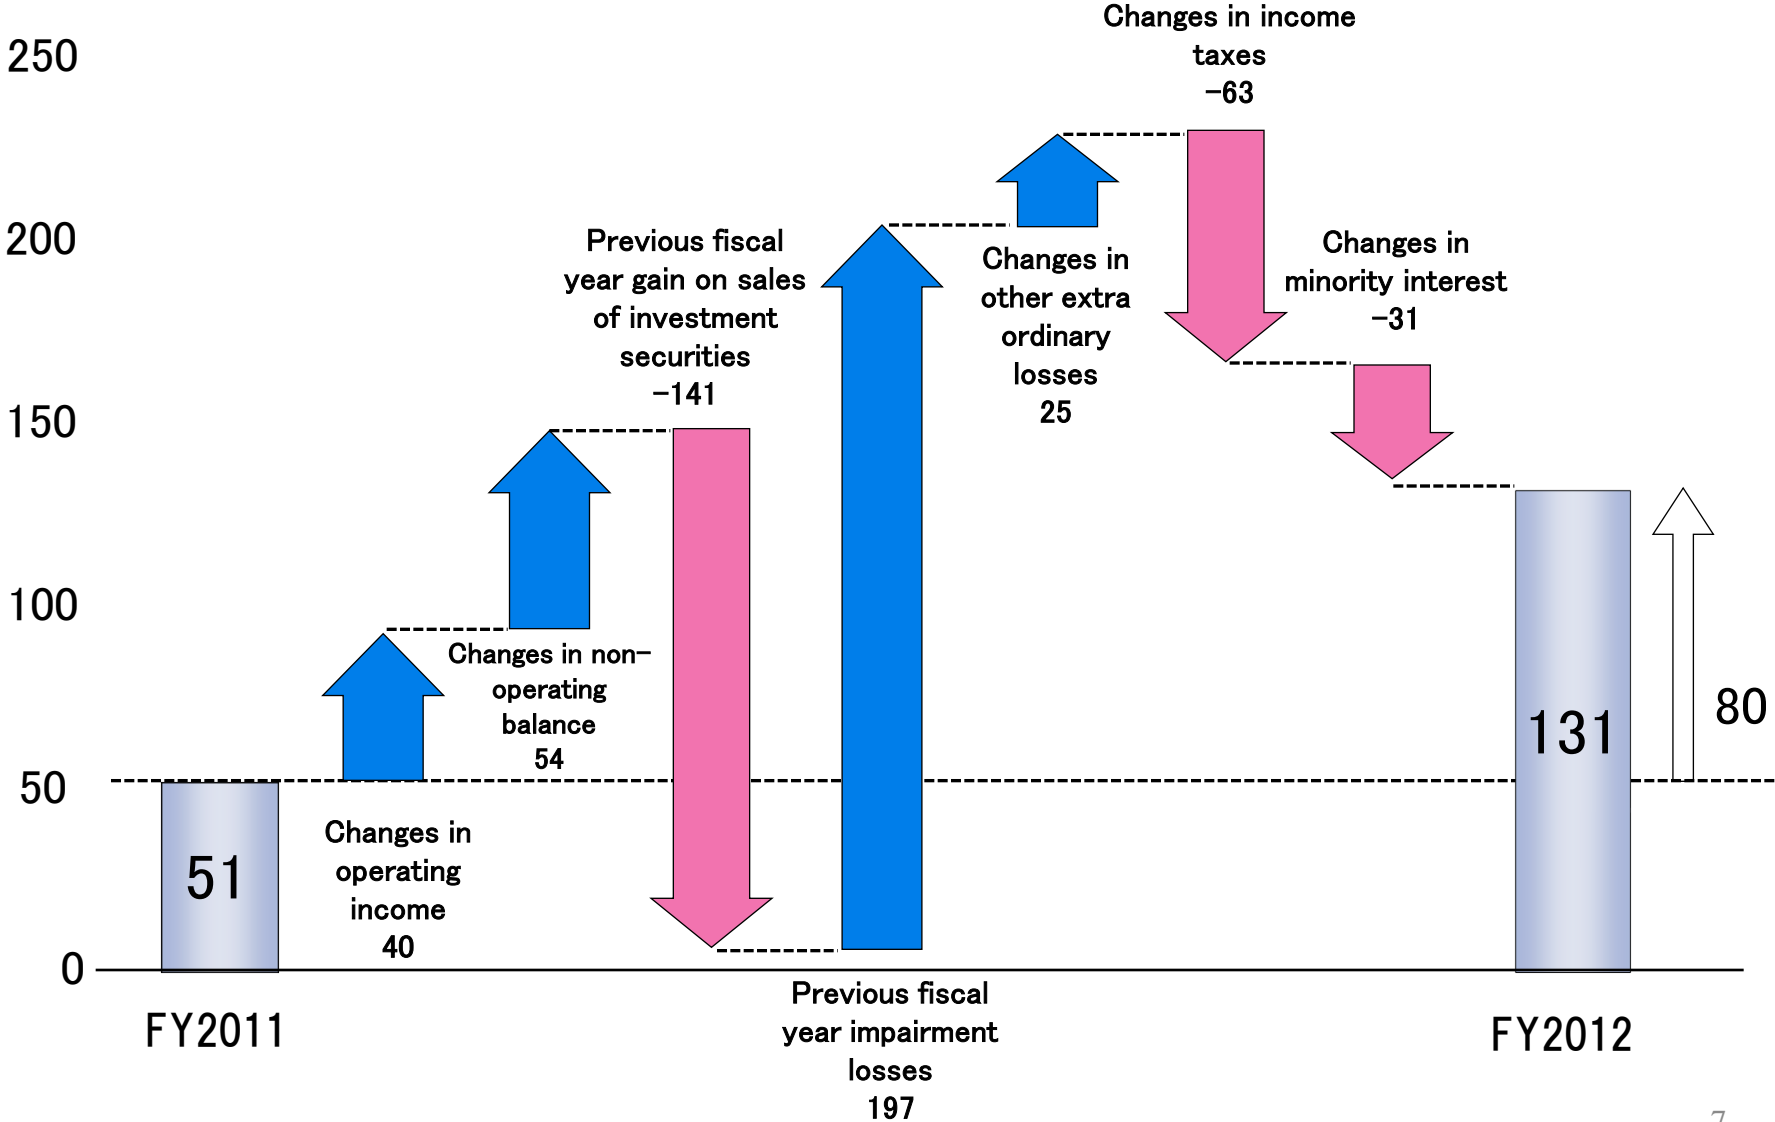 250
200
150
100
50
0
51
FY2011
Changes in
operating
income
40
Changes in non-
operating
balance
54
Previous fiscal
year gain on sales
of investment
securities
-141
Previous fiscal
year impairment
losses
197
Changes in
other extra
ordinary
losses
25
Changes in income
taxes
-63
Changes in
minority interest
-31
131
FY2012
80
7